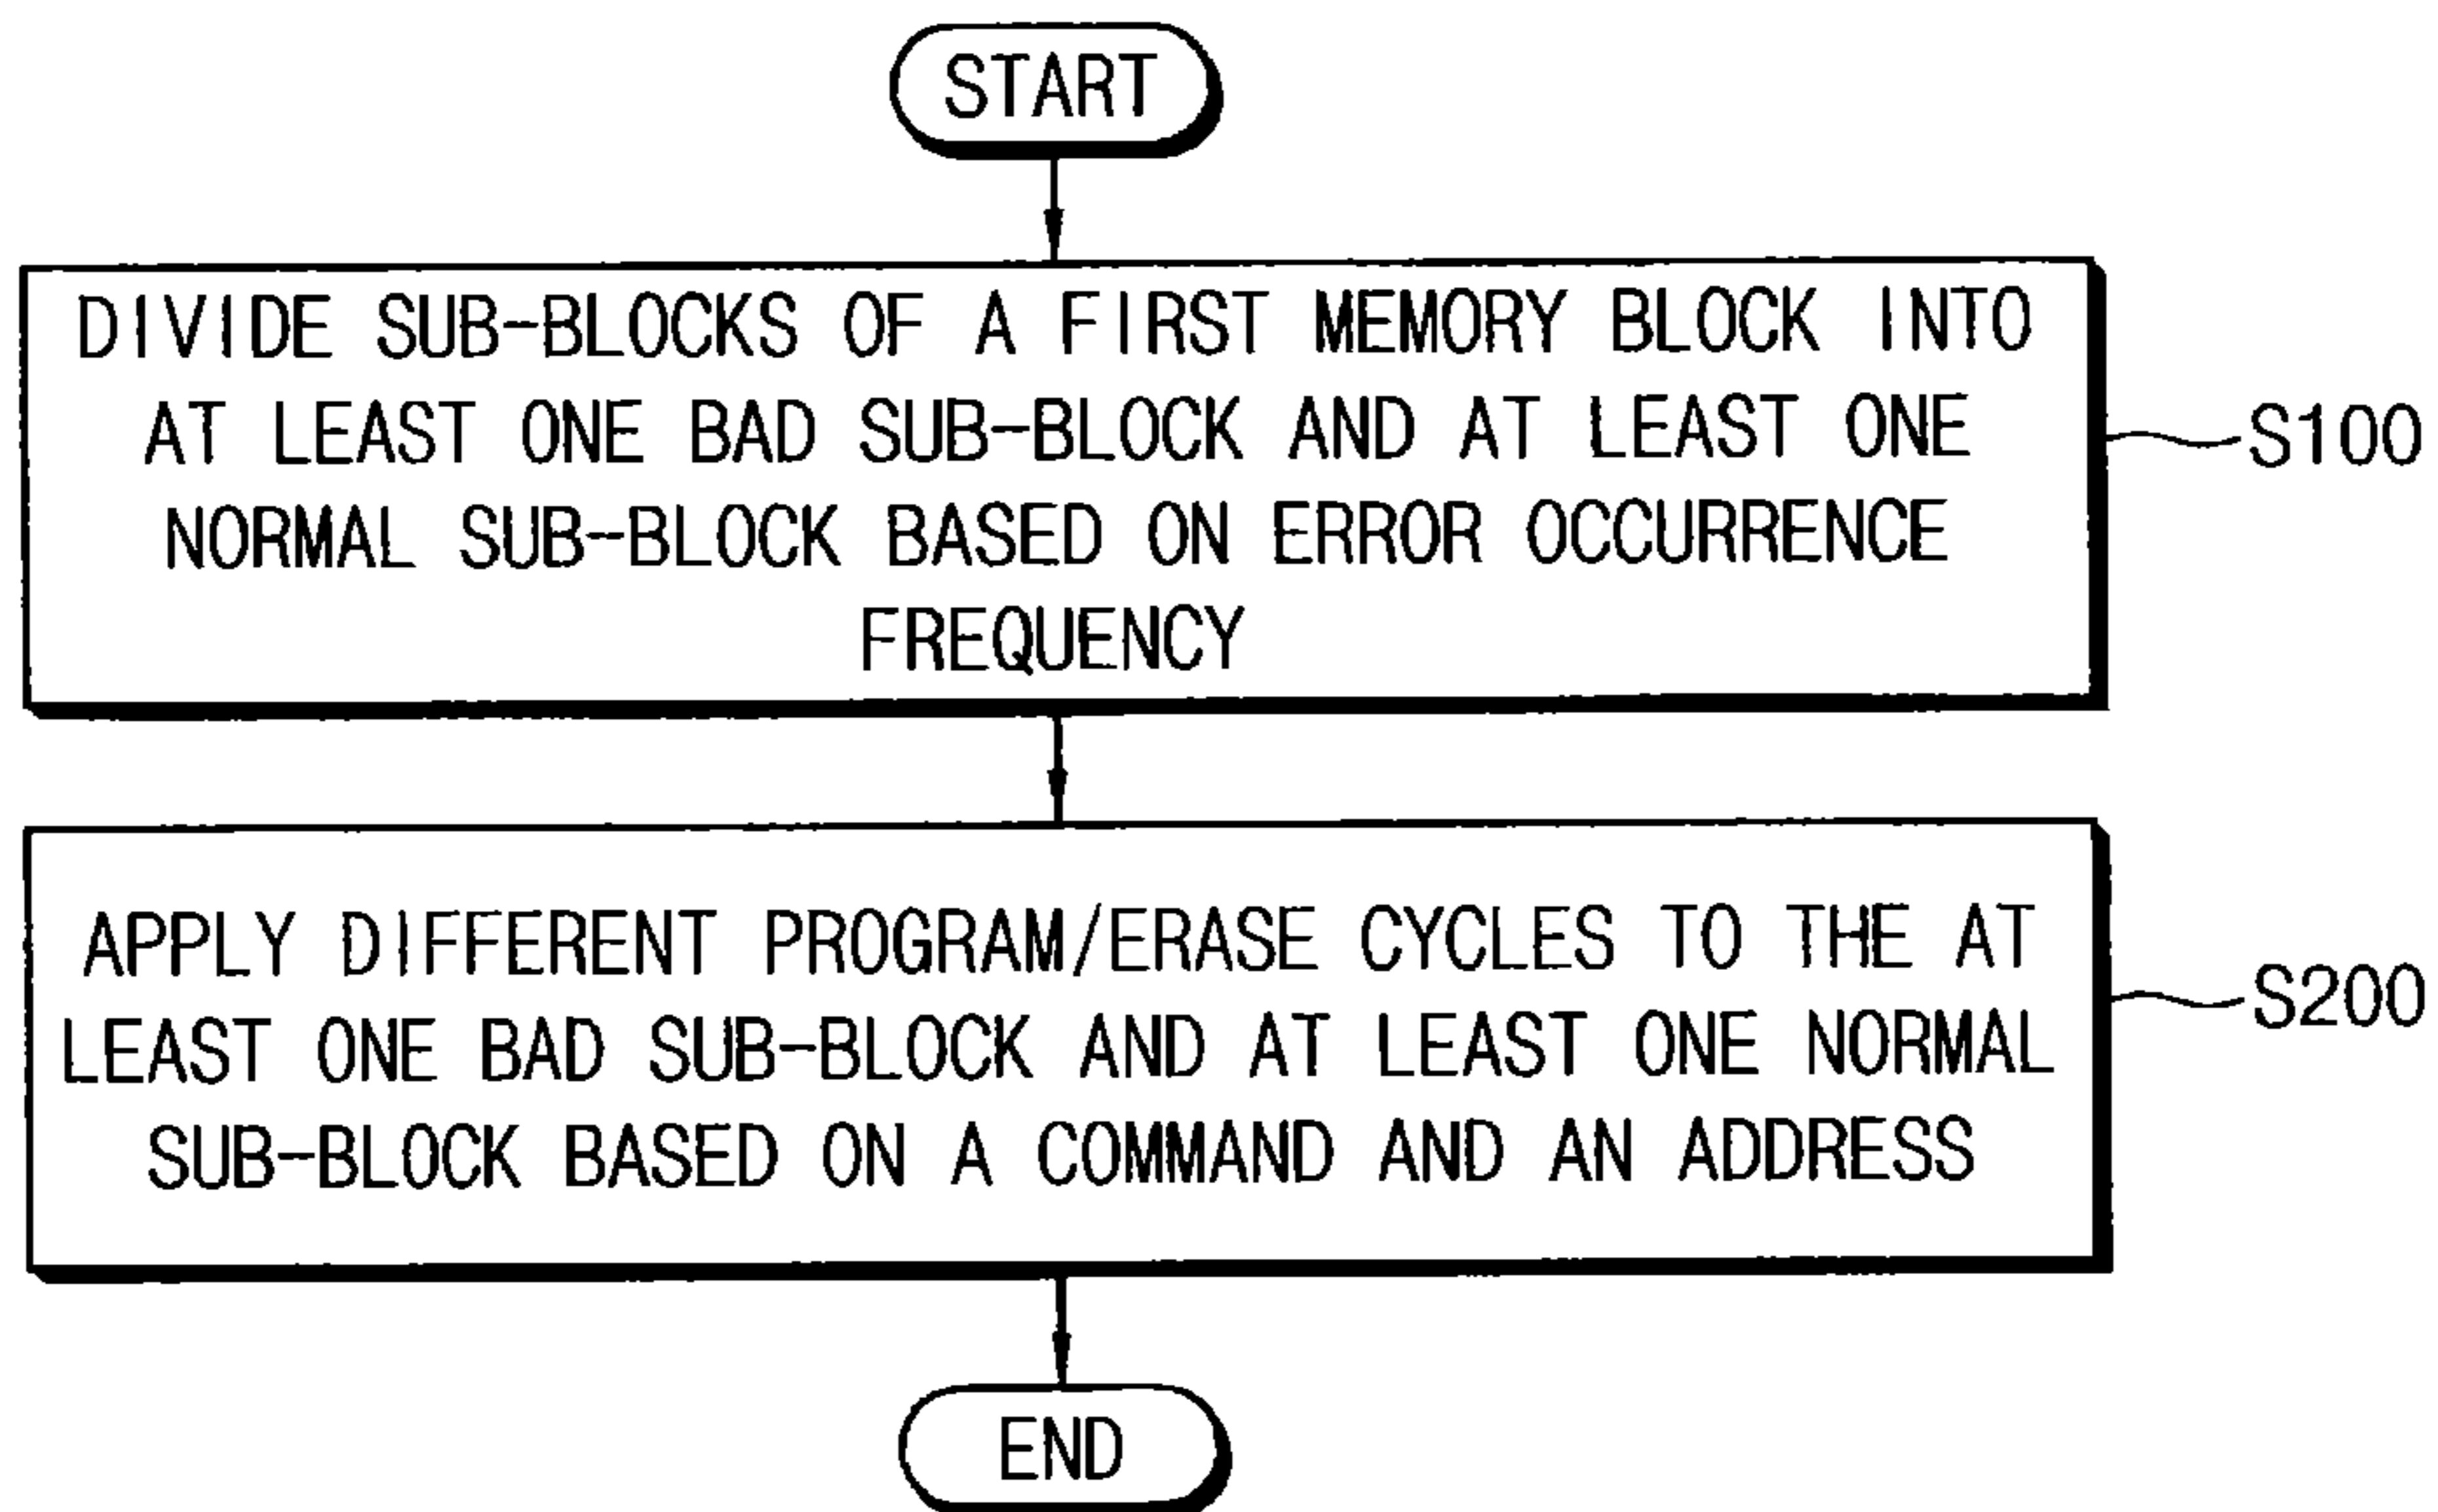 START
DIVIDE SUB-BLOCKS OF A FIRST MEMORY BLOCK INTO
AT LEAST ONE BAD SUB-BLOCK AND AT LEAST ONE
NORMAL SUB-BLOCK BASED ON ERROR OCCURRENCE
FREQUENCY
S100
APPLY DIFFERENT PROGRAM/ERASE CYCLES TO THE AT
LEAST ONE BAD SUB-BLOCK AND AT LEAST ONE NORMAL
SUB-BLOCK BASED ON A COMMAND AND AN ADDRESS
S200
END